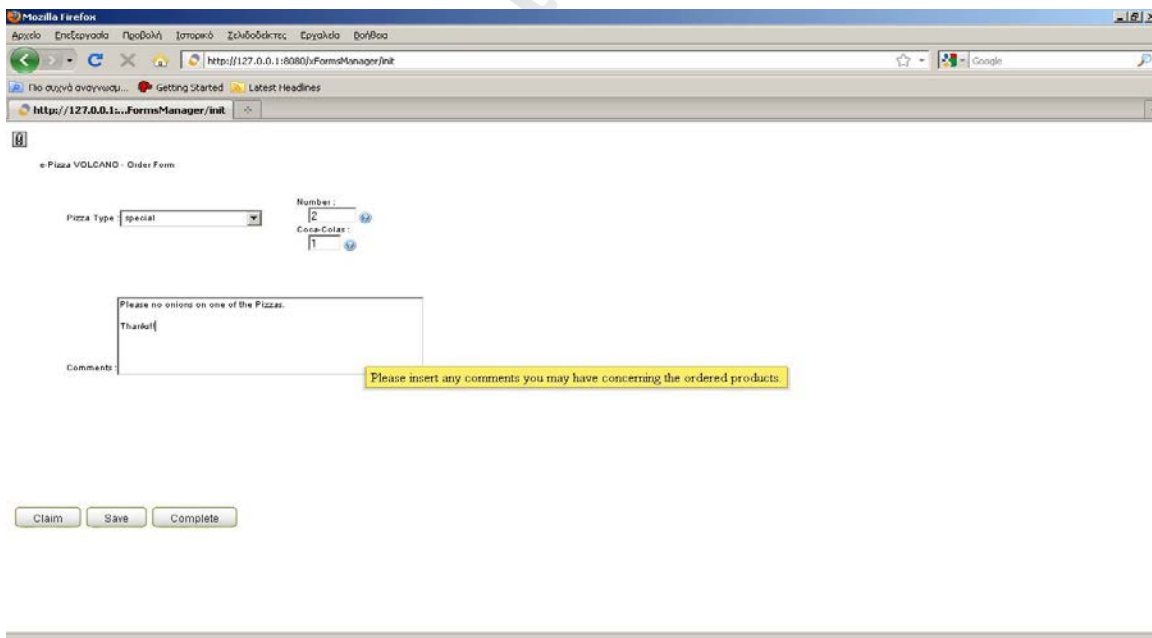 Mozilla Firefox
Αρχείο Επεξεργασία Προβολή Ιστορικό Σελιδοδείκτες Εργαλεία Βοήθεια
http://127.0.0.1:8080/xFormsManager/init
Google
Πιο συχνά αναγνωσμ... Getting Started Latest Headlines
http://127.0.0.1:...FormsManager/init
e-Pizza VOLCANO - Order Form
Number :
Pizza Type : special
2
Coca-Colas :
1
Please no onions on one of the Pizzas.
Thanks!!
Comments :
Please insert any comments you may have concerning the ordered products.
Claim Save Complete